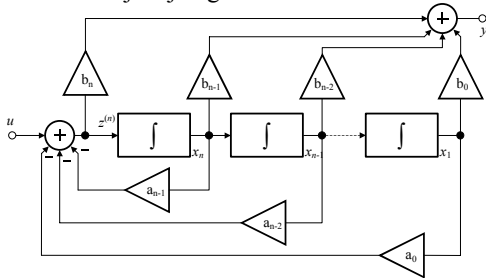 y
b_n
b_{n-1}
b_{n-2}
b_0
u
+
z^{(n)}
∫
x_n
∫
x_{n-1}
∫
x_1
a_{n-1}
a_{n-2}
a_0